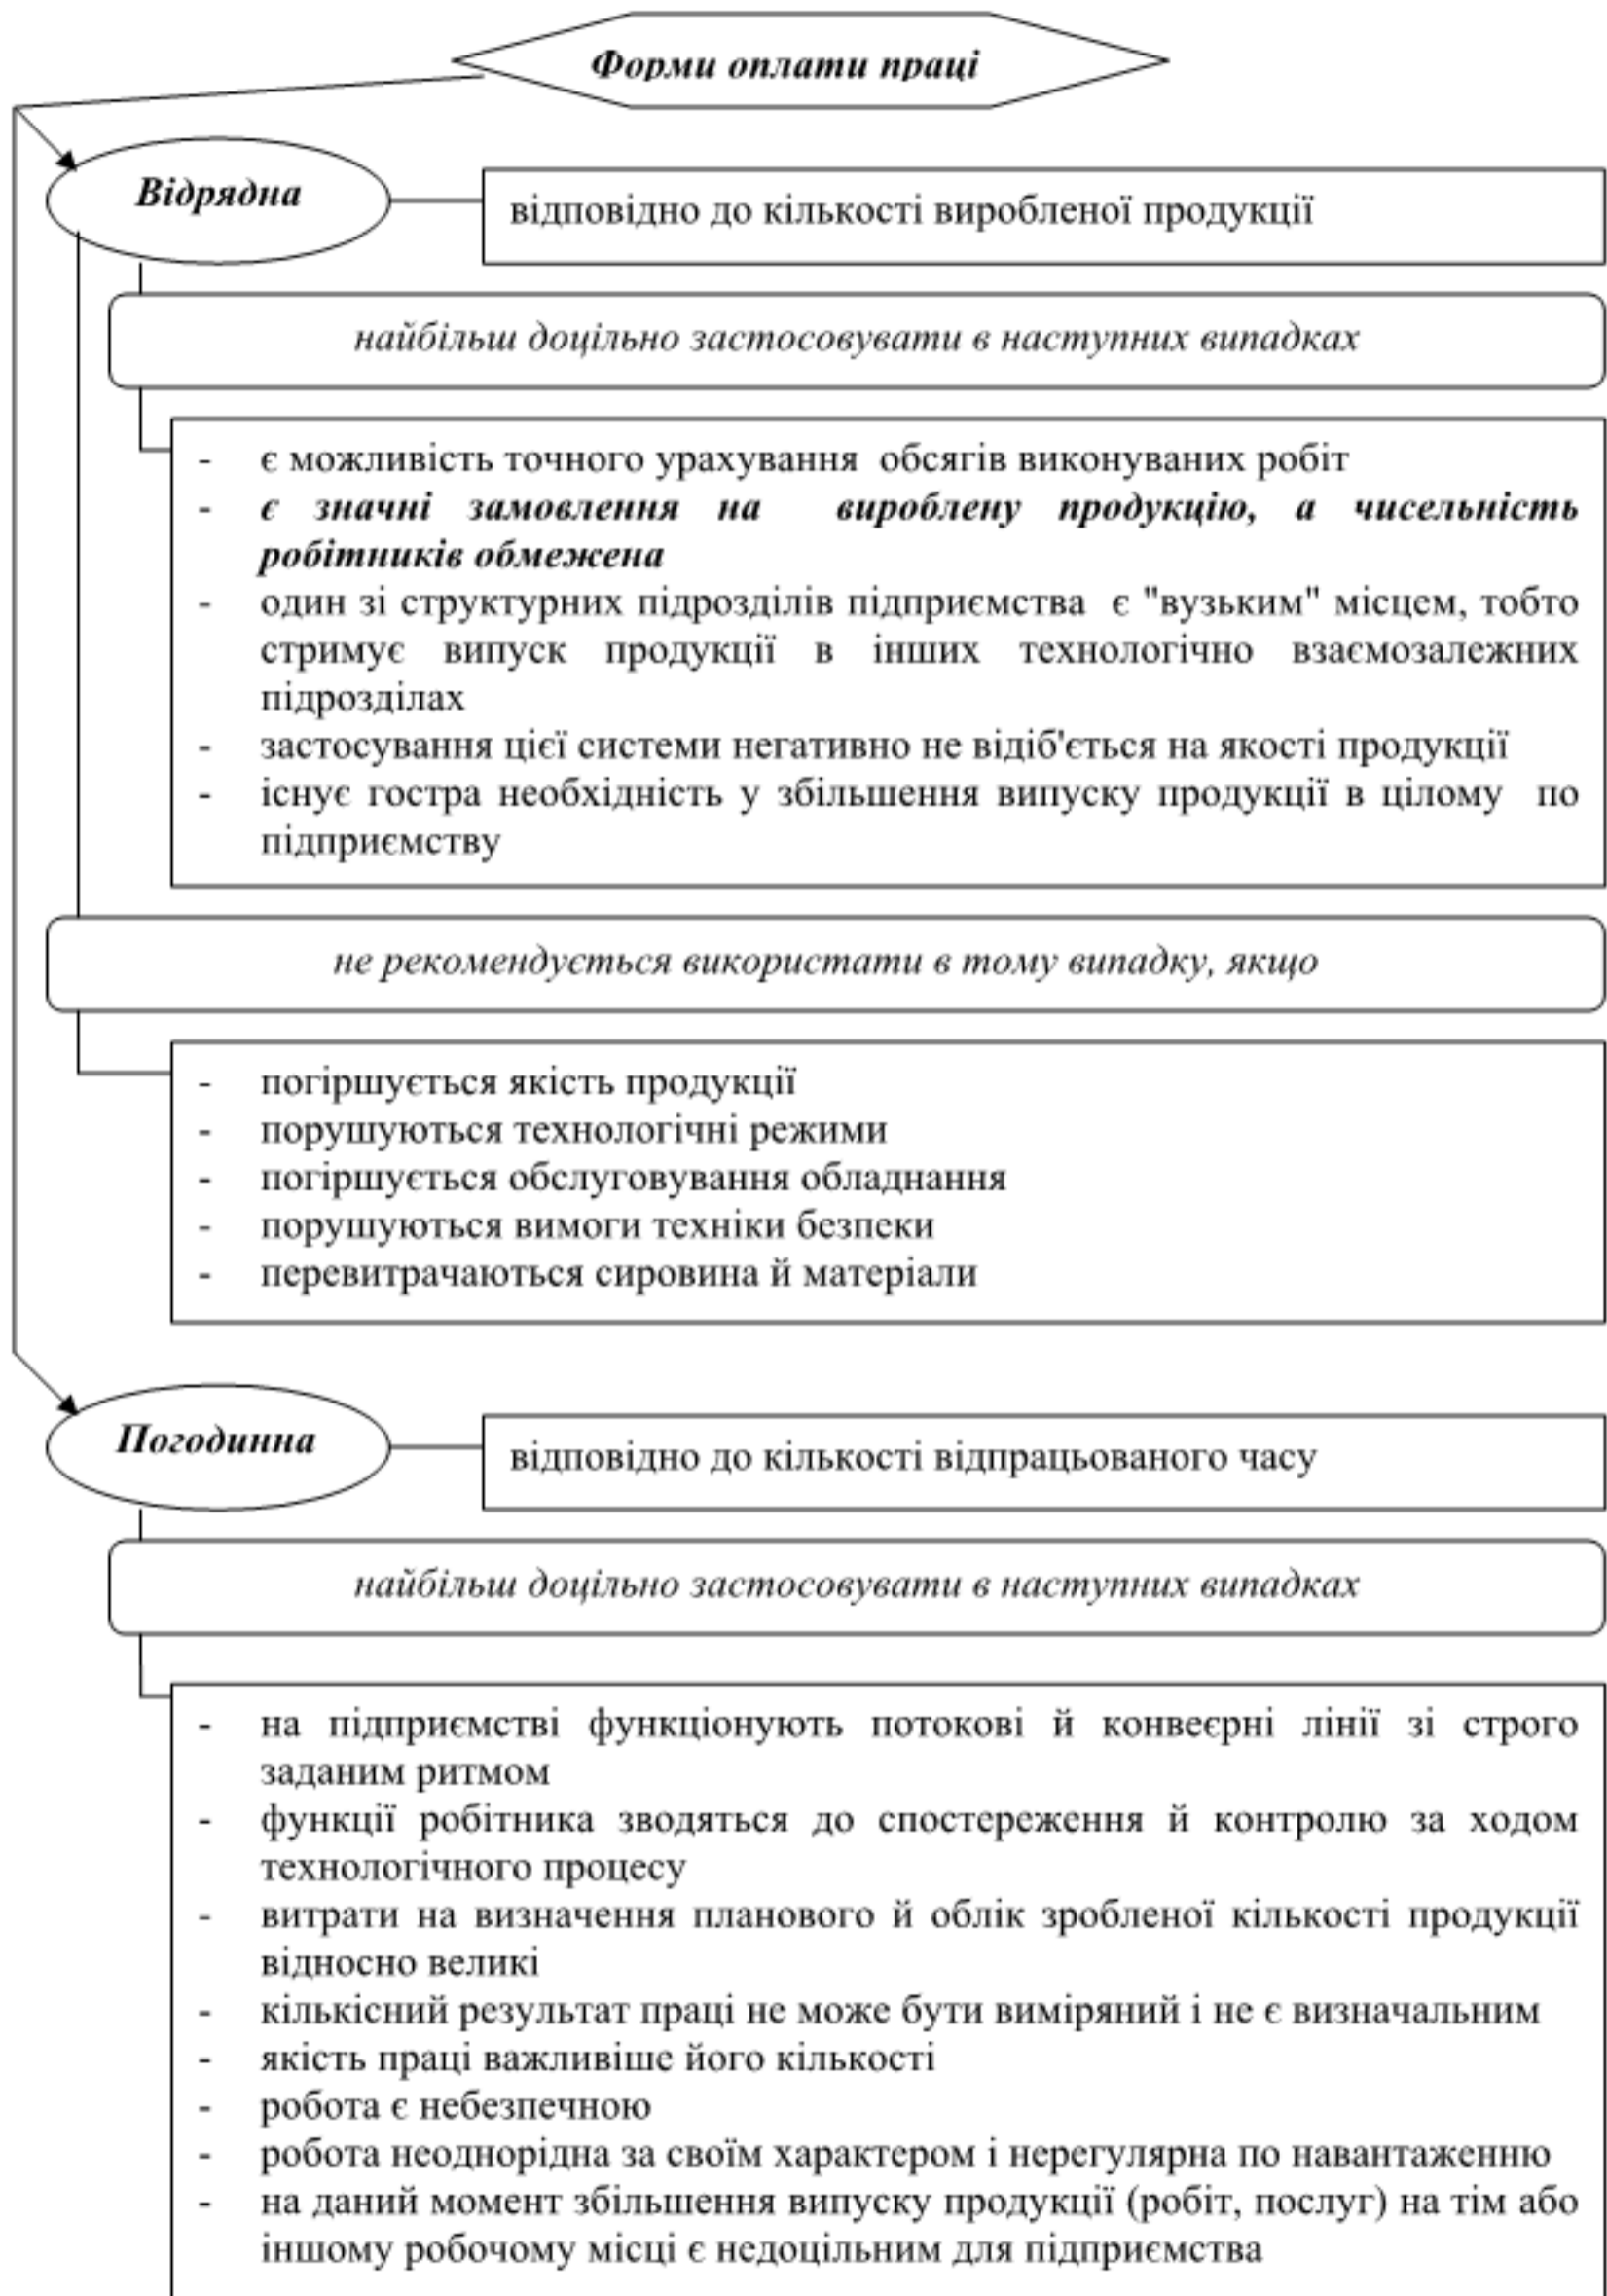 Форми оплати праці
Відрядна
відповідно до кількості виробленої продукції
найбільш доцільно застосовувати в наступних випадках
- є можливість точного урахування обсягів виконуваних робіт
- є значні замовлення на вироблену продукцію, а чисельність
робітників обмежена
- один зі структурних підрозділів підприємства є "вузьким" місцем, тобто
стримує випуск продукції в інших технологічно взаємозалежних
підрозділах
- застосування цієї системи негативно не відіб'ється на якості продукції
- існує гостра необхідність у збільшення випуску продукції в цілому по
підприємству
не рекомендується використати в тому випадку, якщо
- погіршується якість продукції
- порушуються технологічні режими
- погіршується обслуговування обладнання
- порушуються вимоги техніки безпеки
- перевитрачаються сировина й матеріали
Погодинна
відповідно до кількості відпрацьованого часу
найбільш доцільно застосовувати в наступних випадках
- на підприємстві функціонують потокові й конвеєрні лінії зі строго
заданим ритмом
- функції робітника зводяться до спостереження й контролю за ходом
технологічного процесу
- витрати на визначення планового й облік зробленої кількості продукції
відносно великі
- кількісний результат праці не може бути виміряний і не є визначальним
- якість праці важливіше його кількості
- робота є небезпечною
- робота неоднорідна за своїм характером і нерегулярна по навантаженню
- на даний момент збільшення випуску продукції (робіт, послуг) на тім або
іншому робочому місці є недоцільним для підприємства